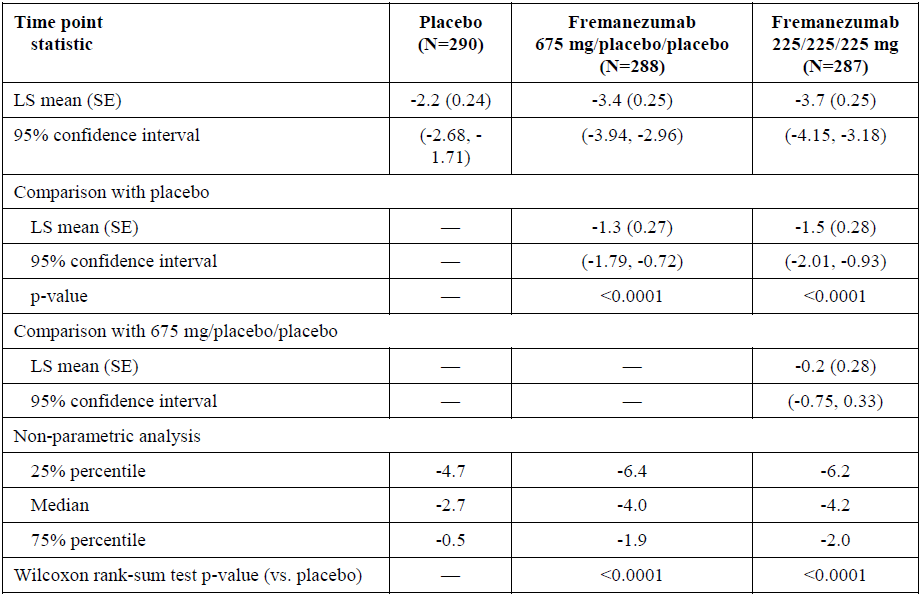 Time point statistic | Placebo (N=290) | Fremanezumab 675 mg/placebo/placebo (N=288) | Fremanezumab 225/225/225 mg (N=287)
LS mean (SE) | -2.2 (0.24) | -3.4 (0.25) | -3.7 (0.25)
95% confidence interval | (-2.68, -1.71) | (-3.94, -2.96) | (-4.15, -3.18)
Comparison with placebo
LS mean (SE) | — | -1.3 (0.27) | -1.5 (0.28)
95% confidence interval | — | (-1.79, -0.72) | (-2.01, -0.93)
p-value | — | <0.0001 | <0.0001
Comparison with 675 mg/placebo/placebo
LS mean (SE) | — | — | -0.2 (0.28)
95% confidence interval | — | — | (-0.75, 0.33)
Non-parametric analysis
25% percentile | -4.7 | -6.4 | -6.2
Median | -2.7 | -4.0 | -4.2
75% percentile | -0.5 | -1.9 | -2.0
Wilcoxon rank-sum test p-value (vs. placebo) | — | <0.0001 | <0.0001